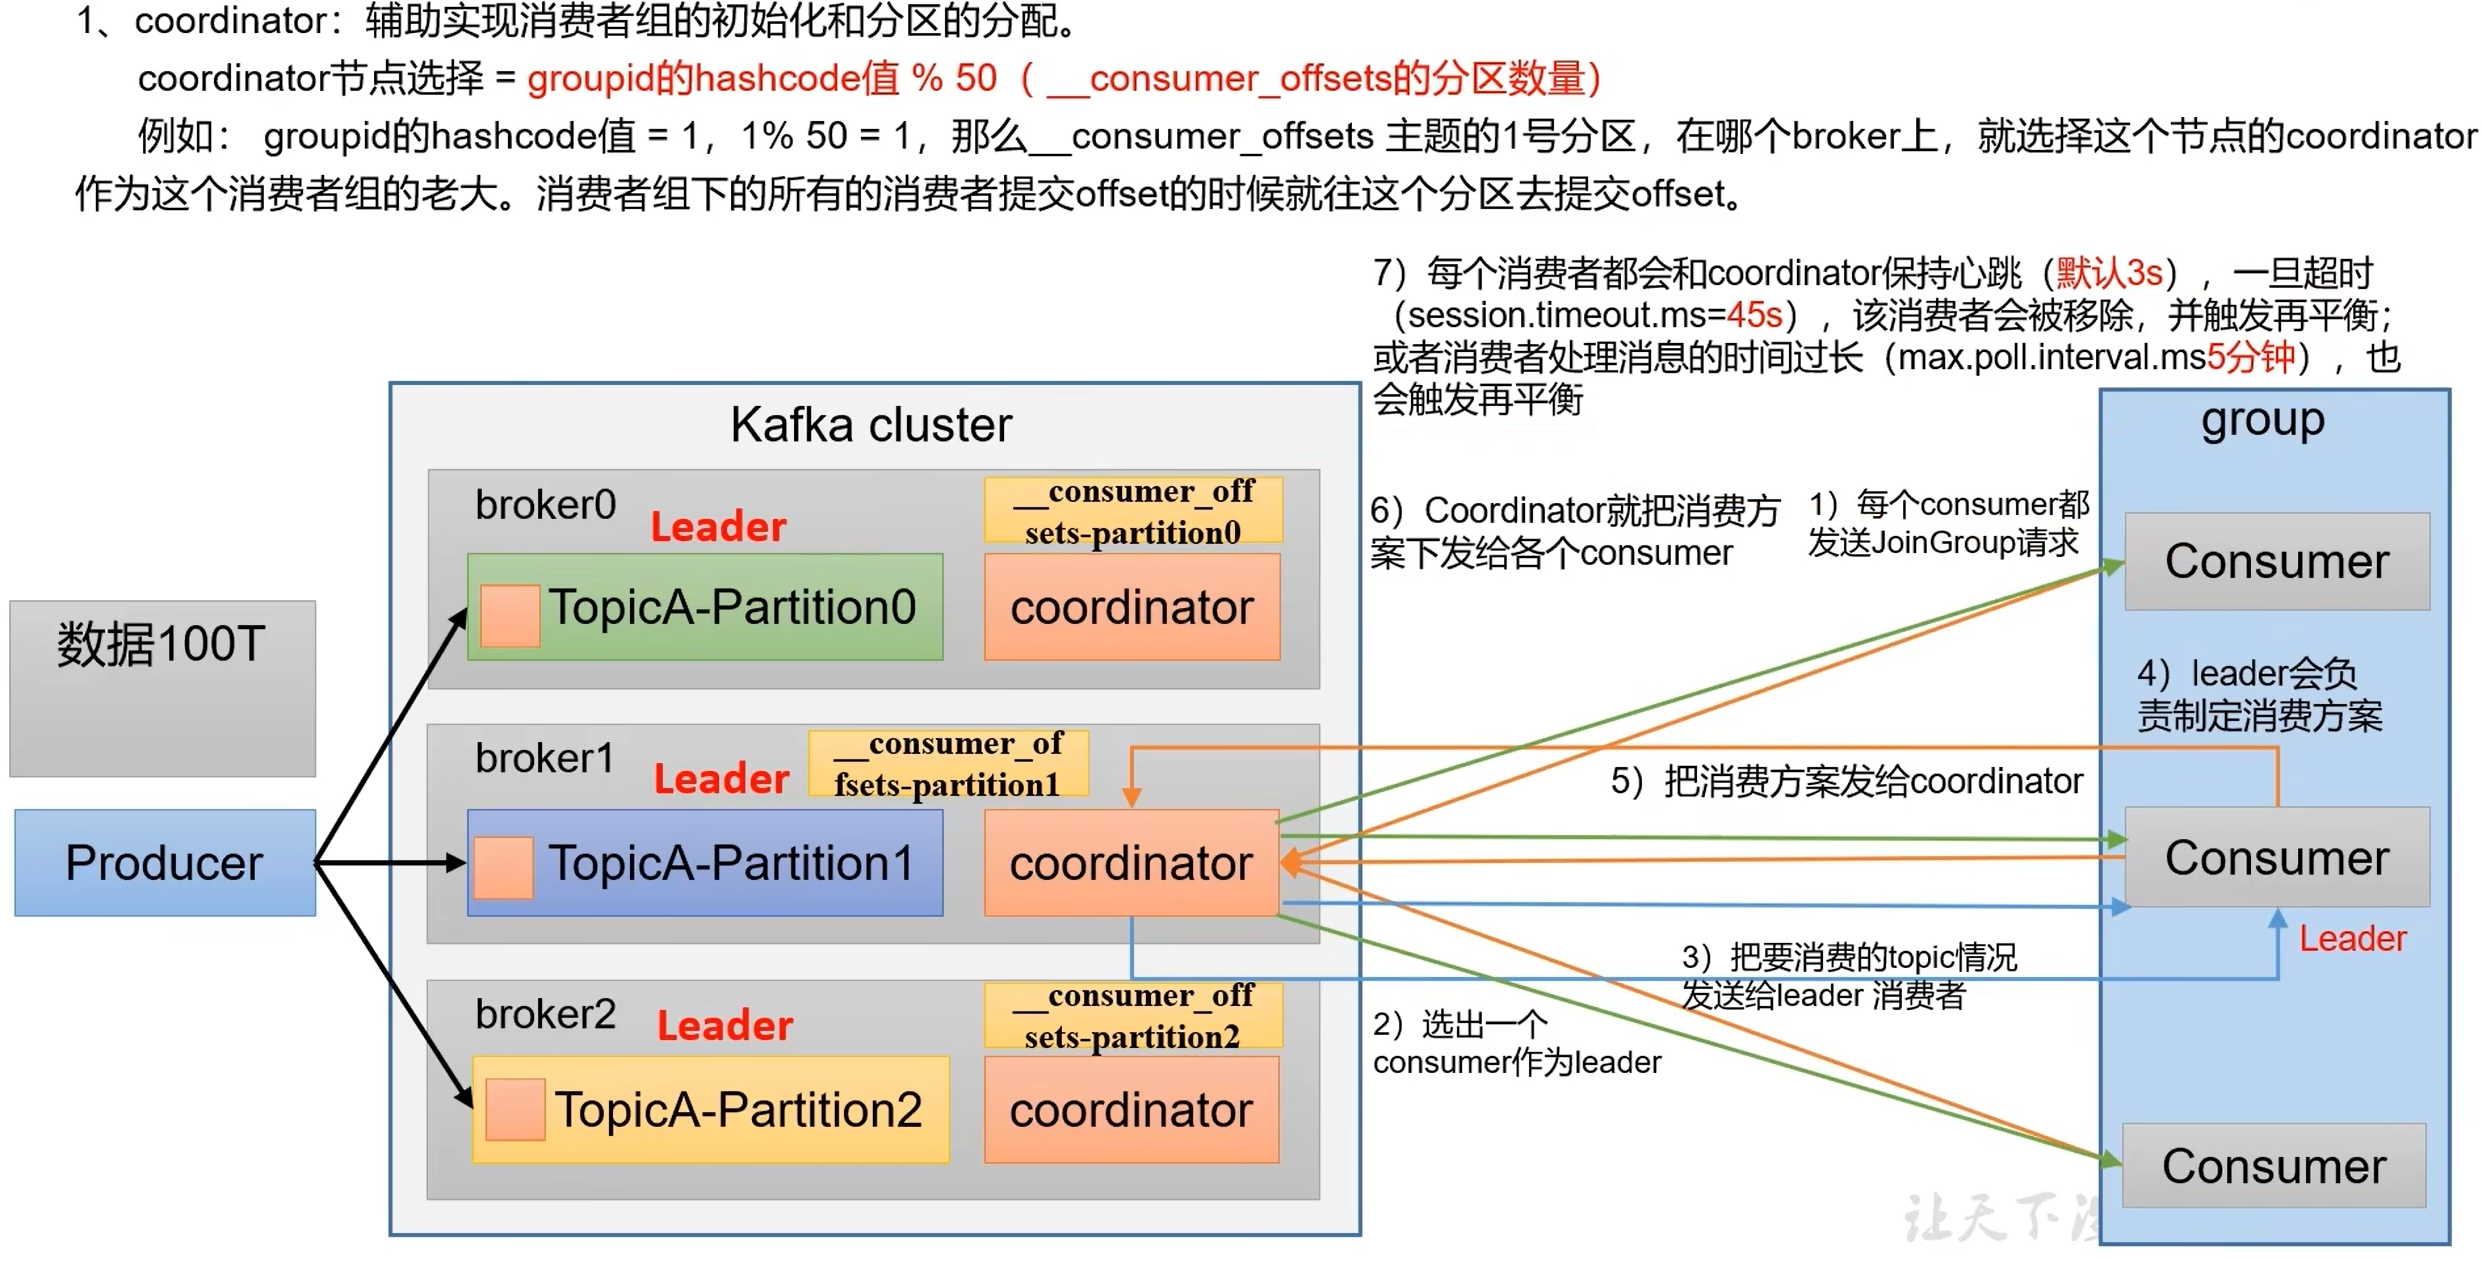 1、coordinator：辅助实现消费者组的初始化和分区的分配。
coordinator节点选择 = groupid的hashcode值 % 50（ __consumer_offsets的分区数量）
例如： groupid的hashcode值 = 1，1% 50 = 1，那么__consumer_offsets 主题的1号分区，在哪个broker上，就选择这个节点的coordinator
作为这个消费者组的老大。消费者组下的所有的消费者提交offset的时候就往这个分区去提交offset。
7）每个消费者都会和coordinator保持心跳（默认3s），一旦超时
（session.timeout.ms=45s），该消费者会被移除，并触发再平衡；
或者消费者处理消息的时间过长（max.poll.interval.ms5分钟），也
会触发再平衡
数据100T
Producer
Kafka cluster
broker0
Leader
__consumer_off
sets-partition0
TopicA-Partition0
coordinator
broker1
Leader
__consumer_of
fsets-partition1
TopicA-Partition1
coordinator
broker2
Leader
__consumer_off
sets-partition2
TopicA-Partition2
coordinator
6）Coordinator就把消费方
案下发给各个consumer
1）每个consumer都
发送JoinGroup请求
5）把消费方案发给coordinator
3）把要消费的topic情况
发送给leader 消费者
2）选出一个
consumer作为leader
group
Consumer
4）leader会负
责制定消费方案
Consumer
Leader
Consumer
让天下